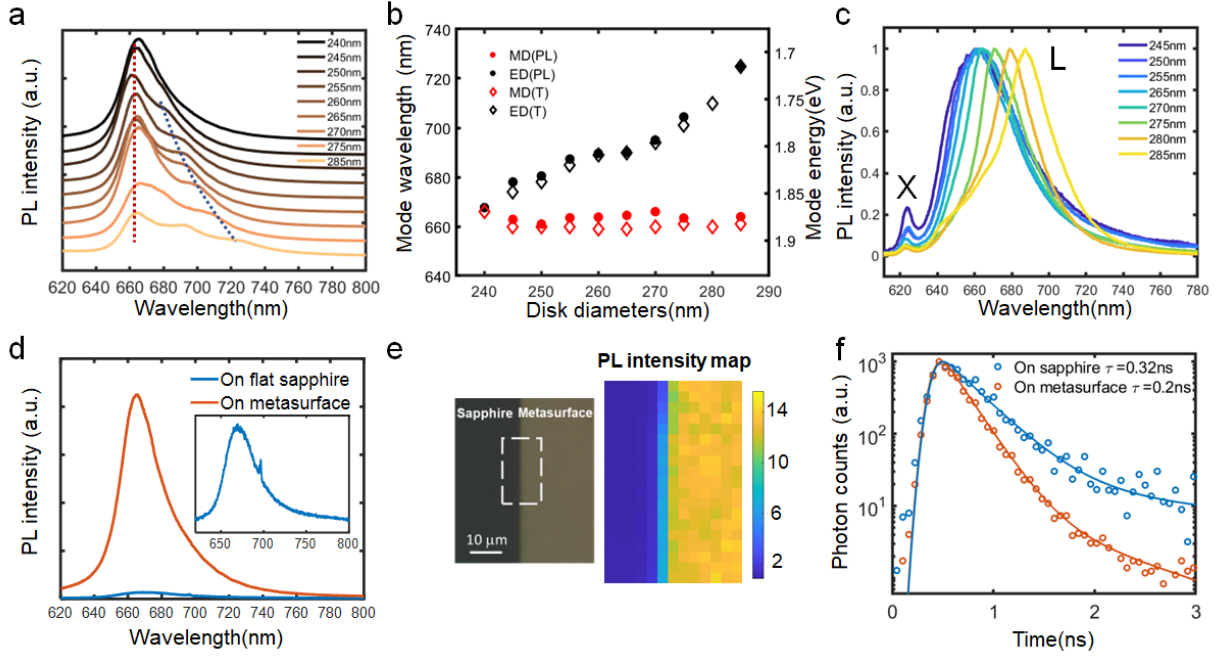 a
PL intensity (a.u.)
240nm
245nm
250nm
255nm
260nm
265nm
270nm
275nm
285nm
620 640 660 680 700 720 740 760 780 800
Wavelength(nm)
b
Mode wavelength (nm)
740
720
700
680
660
640
MD(PL)
ED(PL)
MD(T)
ED(T)
1.7
1.75
1.8
1.85
1.9
Mode energy(eV)
240 250 260 270 280 290
Disk diameters(nm)
c
PL intensity (a.u.)
1
0.8
0.6
0.4
0.2
0
X
L
245nm
250nm
255nm
265nm
270nm
275nm
280nm
285nm
620 640 660 680 700 720 740 760 780
Wavelength(nm)
d
PL intensity (a.u.)
On flat sapphire
On metasurface
650 700 750 800
620 640 660 680 700 720 740 760 780 800
Wavelength(nm)
e
PL intensity map
Sapphire Metasurface
10 μm
14
10
6
2
f
Photon counts (a.u.)
10³
10²
10¹
On sapphire τ =0.32ns
On metasurface τ =0.2ns
0 1 2 3
Time(ns)